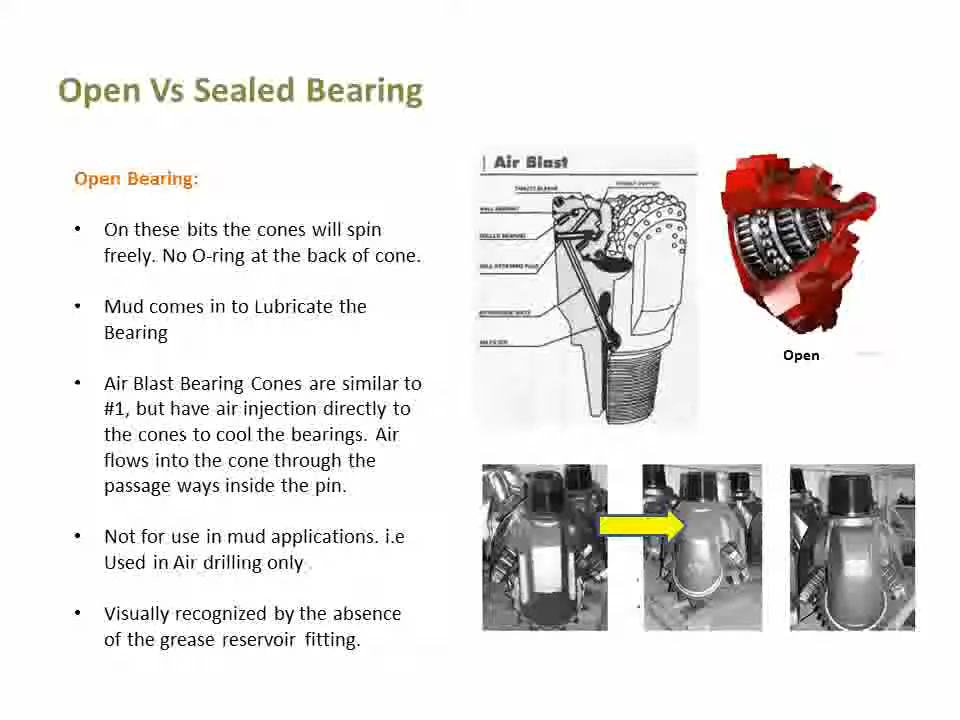 Open Vs Sealed Bearing
Open Bearing:
• On these bits the cones will spin
freely. No O-ring at the back of cone.
• Mud comes in to Lubricate the
Bearing
• Air Blast Bearing Cones are similar to
#1, but have air injection directly to
the cones to cool the bearings. Air
flows into the cone through the
passage ways inside the pin.
• Not for use in mud applications. i.e
Used in Air drilling only
• Visually recognized by the absence
of the grease reservoir fitting.
Air Blast
BALL BEARING
ROLLER BEARING
Open